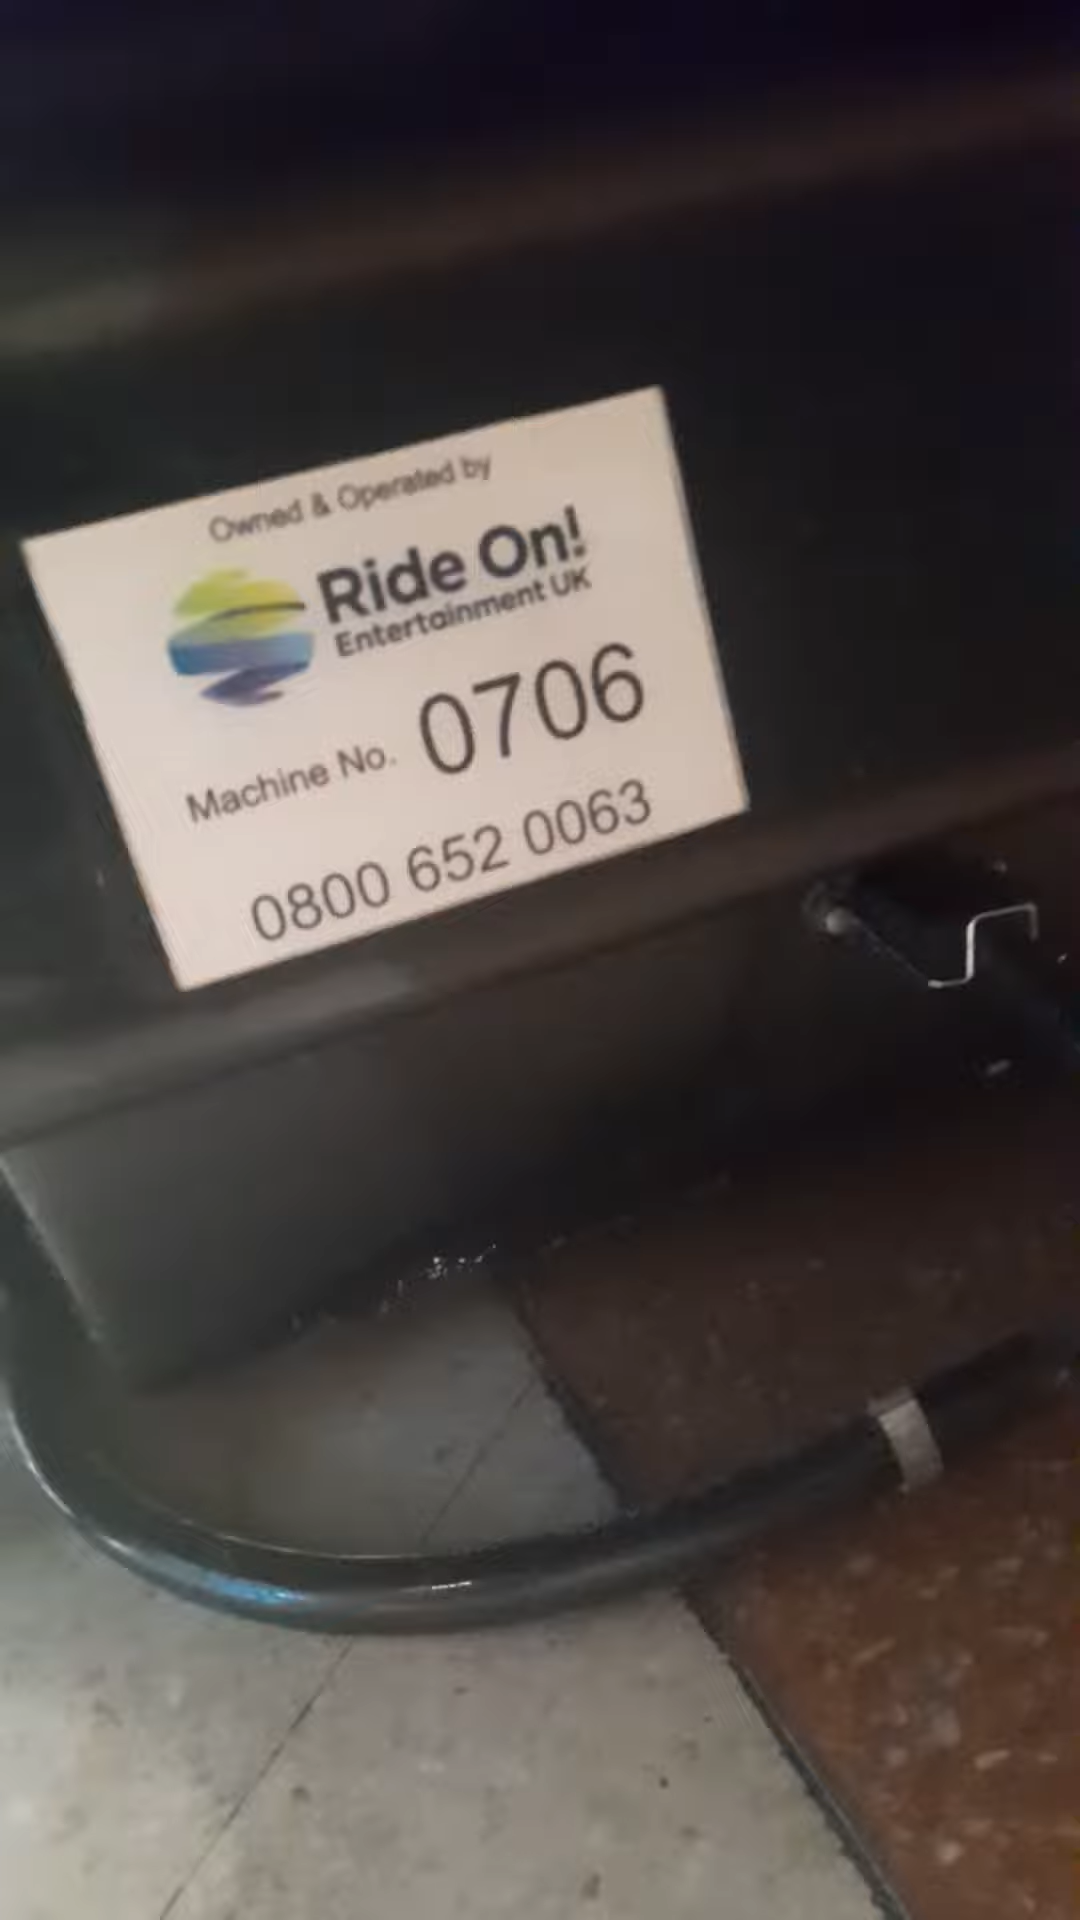 Owned & Operated by
Ride On!
Entertainment UK
Machine No. 0706
0800 652 0063